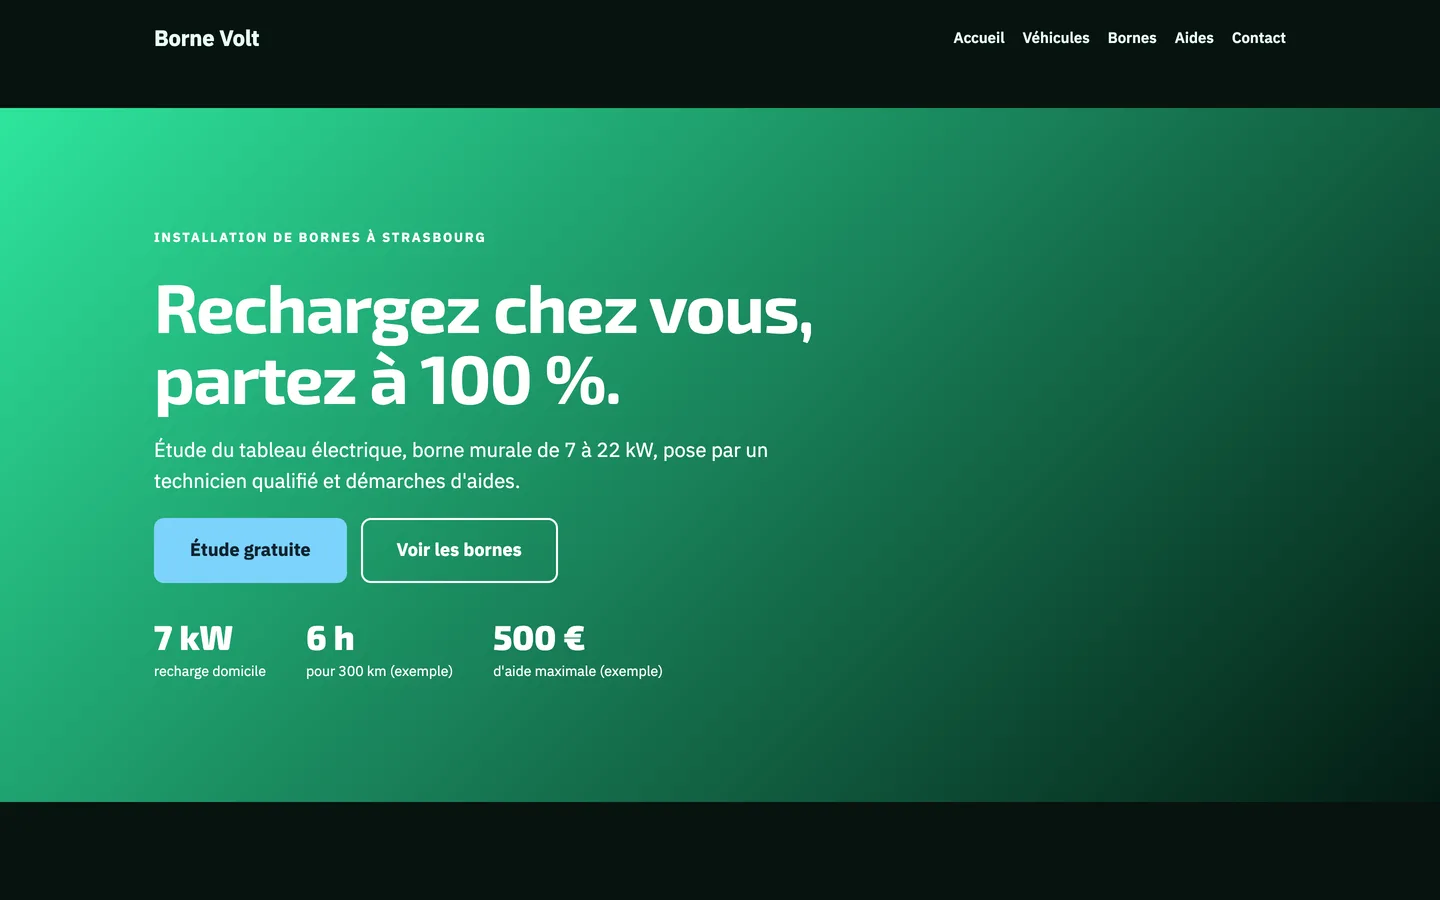 Borne Volt
Accueil Véhicules Bornes Aides Contact
INSTALLATION DE BORNES À STRASBOURG
Rechargez chez vous,
partez à 100 %.
Étude du tableau électrique, borne murale de 7 à 22 kW, pose par un
technicien qualifié et démarches d'aides.
Étude gratuite
Voir les bornes
7 kW
recharge domicile
6 h
pour 300 km (exemple)
500 €
d'aide maximale (exemple)